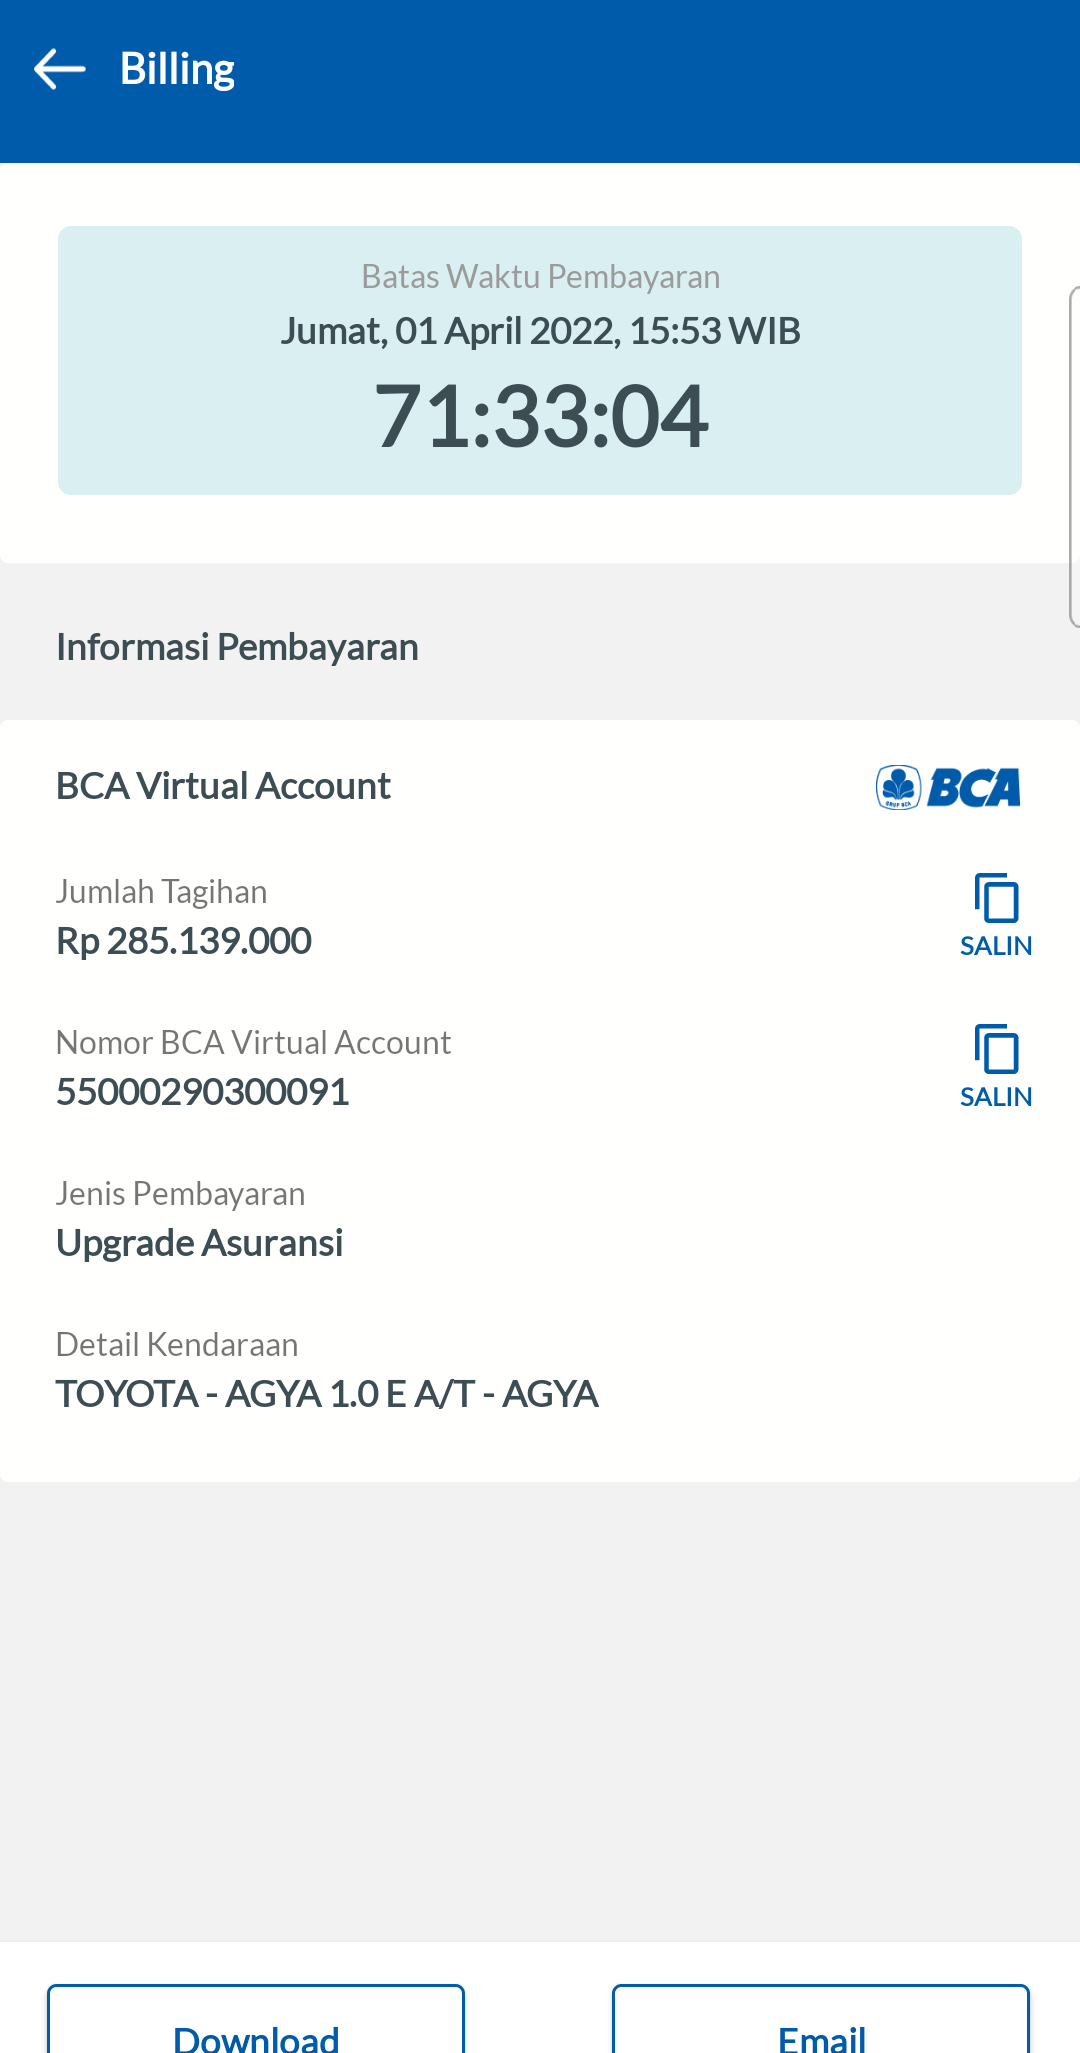 Billing
Batas Waktu Pembayaran
Jumat, 01 April 2022, 15:53 WIB
71:33:04
Informasi Pembayaran
BCA Virtual Account
GRUP BCA
BCA
Jumlah Tagihan
Rp 285.139.000
SALIN
Nomor BCA Virtual Account
55000290300091
SALIN
Jenis Pembayaran
Upgrade Asuransi
Detail Kendaraan
TOYOTA - AGYA 1.0 E A/T - AGYA
Download
Email